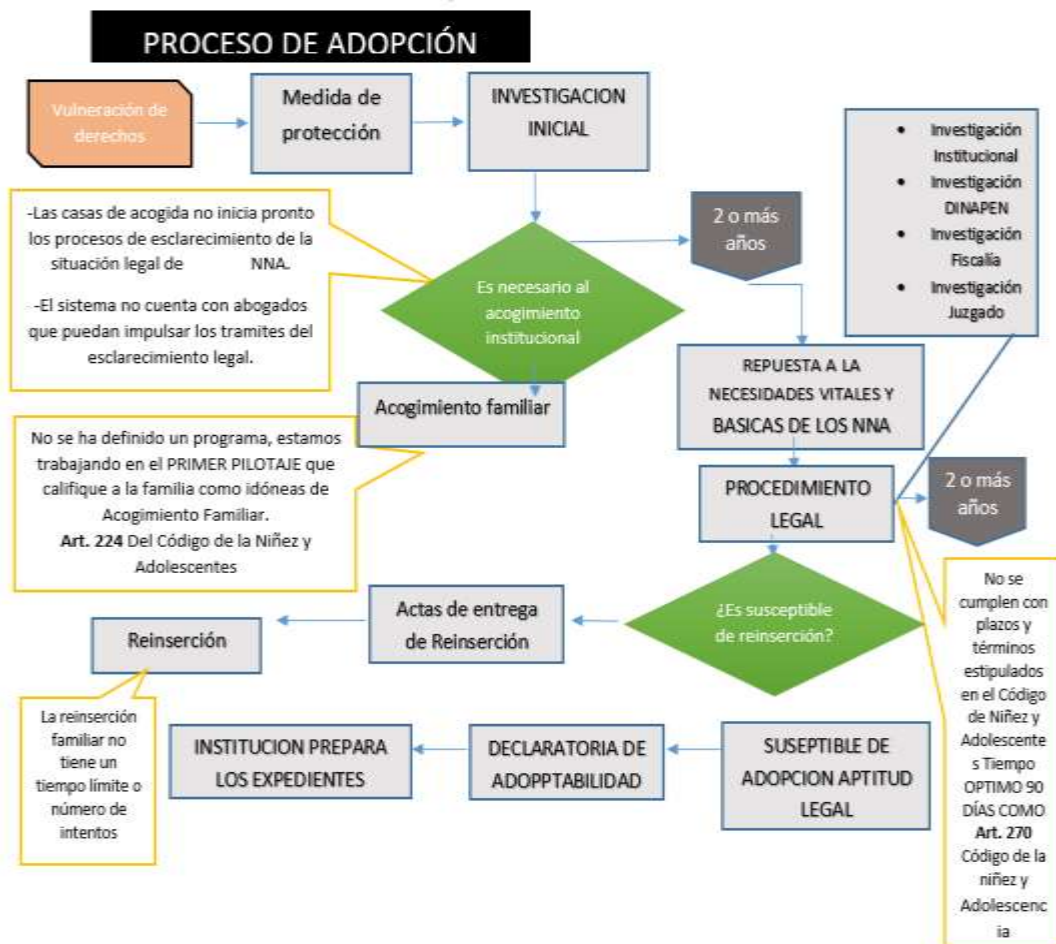 PROCESO DE ADOPCIÓN
Vulneración de
derechos
Medida de
protección
INVESTIGACION
INICIAL
• Investigación
Institucional
• Investigación
DINAPEN
• Investigación
Fiscalía
• Investigación
Juzgado
-Las casas de acogida no inicia pronto
los procesos de esclarecimiento de la
situación legal de NNA.
-El sistema no cuenta con abogados
que puedan impulsar los tramites del
esclarecimiento legal.
Es necesario al
acogimiento
institucional
2 o más
años
REPUESTA A LA
NECESIDADES VITALES Y
BASICAS DE LOS NNA
Acogimiento familiar
No se ha definido un programa, estamos
trabajando en el PRIMER PILOTAJE que
califique a la familia como idóneas de
Acogimiento Familiar.
Art. 224 Del Código de la Niñez y
Adolescentes
PROCEDIMIENTO
LEGAL
2 o más
años
No se
cumplen con
plazos y
términos
estipulados
en el Código
de Niñez y
Adolescente
s Tiempo
OPTIMO 90
DÍAS COMO
Art. 270
Código de la
niñez y
Adolescenc
ia
¿Es susceptible
de reinserción?
Actas de entrega
de Reinserción
Reinserción
La reinserción
familiar no
tiene un
tiempo límite o
número de
intentos
INSTITUCION PREPARA
LOS EXPEDIENTES
DECLARATORIA DE
ADOPPTABILIDAD
SUSEPTIBLE DE
ADOPCION APTITUD
LEGAL